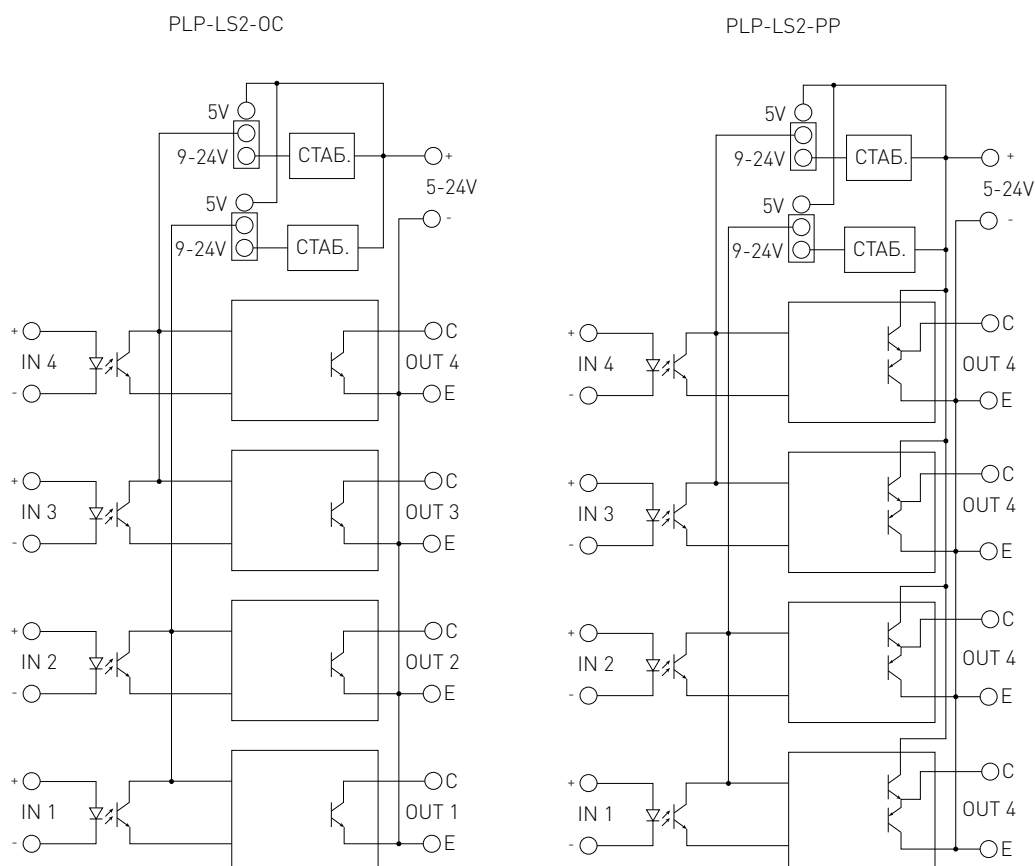 PLP-LS2-OC
5V
9-24V
СТАБ.
+
5-24V
5V
-
9-24V
СТАБ.
+
C
IN 4
OUT 4
-
E
+
C
IN 3
OUT 3
-
E
+
C
IN 2
OUT 2
-
E
+
C
IN 1
OUT 1
-
E
PLP-LS2-PP
5V
9-24V
СТАБ.
+
5-24V
5V
-
9-24V
СТАБ.
+
C
IN 4
OUT 4
-
E
+
C
IN 3
OUT 4
-
E
+
C
IN 2
OUT 4
-
E
+
C
IN 1
OUT 4
-
E